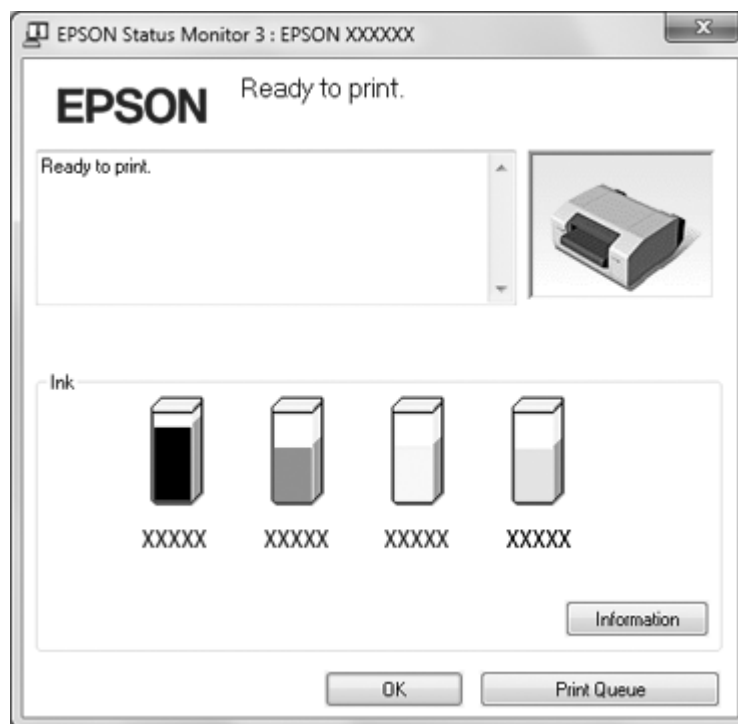 EPSON Status Monitor 3 : EPSON XXXXXX
EPSON
Ready to print.
Ready to print.
Ink
XXXXX XXXXX XXXXX XXXXX
Information
OK Print Queue